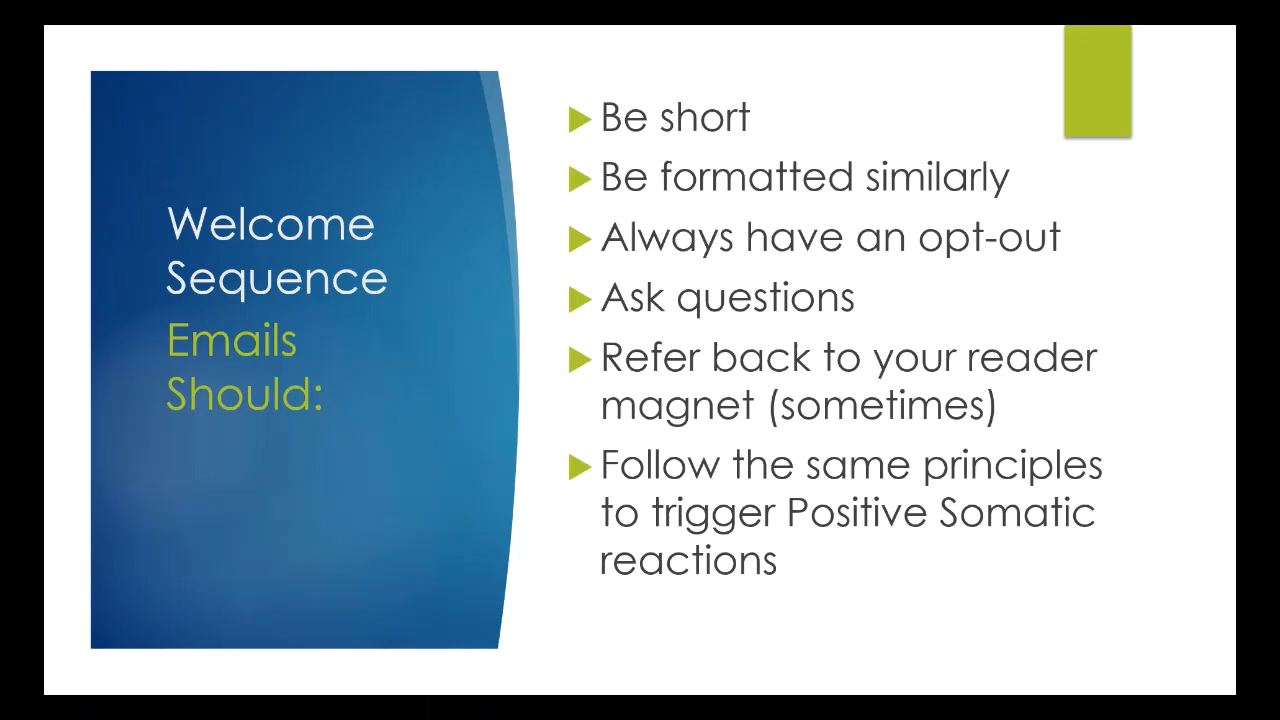 Welcome
Sequence
Emails
Should:
Be short
Be formatted similarly
Always have an opt-out
Ask questions
Refer back to your reader
magnet (sometimes)
Follow the same principles
to trigger Positive Somatic
reactions